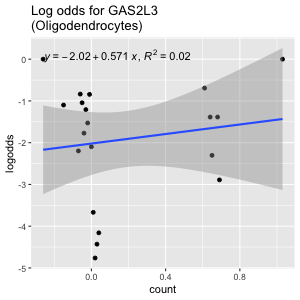 Log odds for GAS2L3
(Oligodendrocytes)
y = −2.02 + 0.571 x, R² = 0.02
0
-1
-2
-3
-4
-5
logodds
0.0 0.4 0.8
count